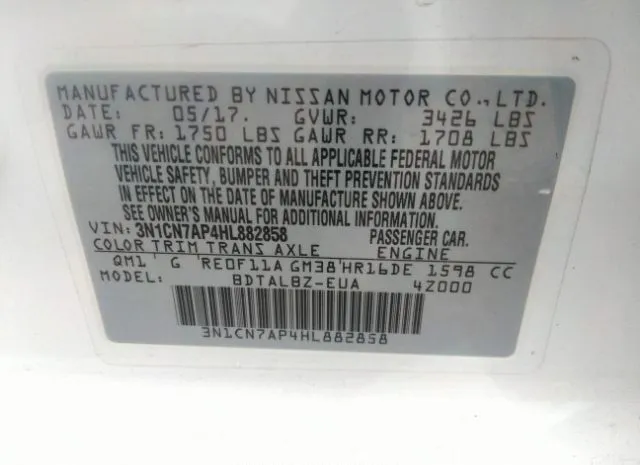 MANUFACTURED BY NISSAN MOTOR CO., LTD.
DATE: 05/17. GVWR: 3426 LBS
GAWR FR: 1750 LBS GAWR RR: 1708 LBS
THIS VEHICLE CONFORMS TO ALL APPLICABLE FEDERAL MOTOR
VEHICLE SAFETY, BUMPER AND THEFT PREVENTION STANDARDS
IN EFFECT ON THE DATE OF MANUFACTURE SHOWN ABOVE.
SEE OWNER'S MANUAL FOR ADDITIONAL INFORMATION.
VIN: 3N1CN7AP4HL882858 PASSENGER CAR.
COLOR TRIM TRANS AXLE ENGINE
QM1 G RE0F11A GM38 HR16DE 1598 CC
MODEL: BDTALBZ-EUA 4Z000
3N1CN7AP4HL882858